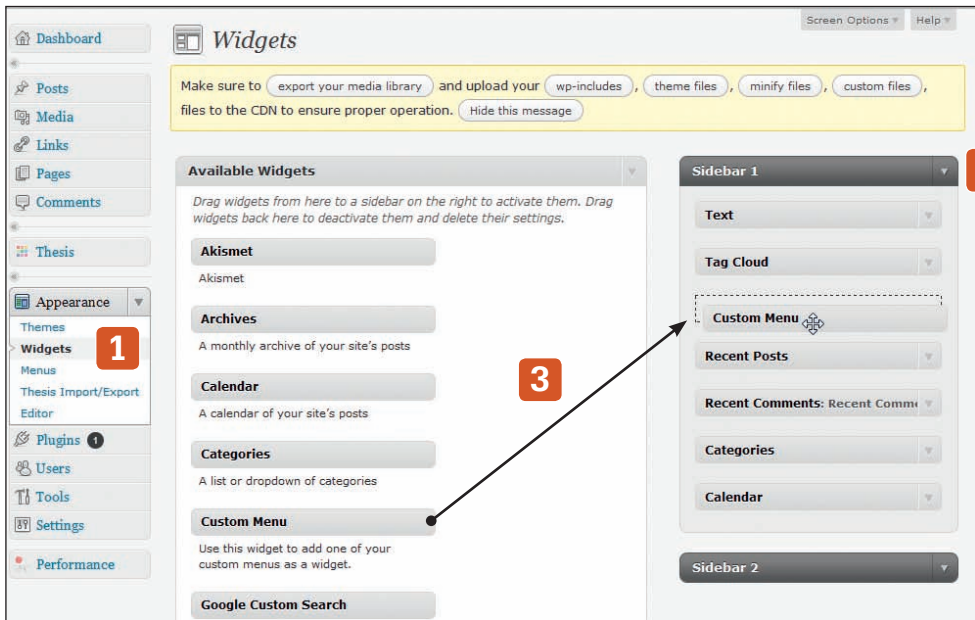 Screen Options
Help
Dashboard
Posts
Media
Links
Pages
Comments
Thesis
Appearance
Themes
Widgets
Menus
Thesis Import/Export
Editor
Plugins 1
Users
Tools
Settings
Performance
1
Widgets
Make sure to export your media library and upload your wp-includes , theme files , minify files , custom files ,
files to the CDN to ensure proper operation. Hide this message
Available Widgets
Drag widgets from here to a sidebar on the right to activate them. Drag
widgets back here to deactivate them and delete their settings.
Akismet
Akismet
Archives
A monthly archive of your site's posts
Calendar
A calendar of your site's posts
Categories
A list or dropdown of categories
Custom Menu
Use this widget to add one of your
custom menus as a widget.
Google Custom Search
3
Sidebar 1
Text
Tag Cloud
Custom Menu
Recent Posts
Recent Comments: Recent Comme
Categories
Calendar
Sidebar 2